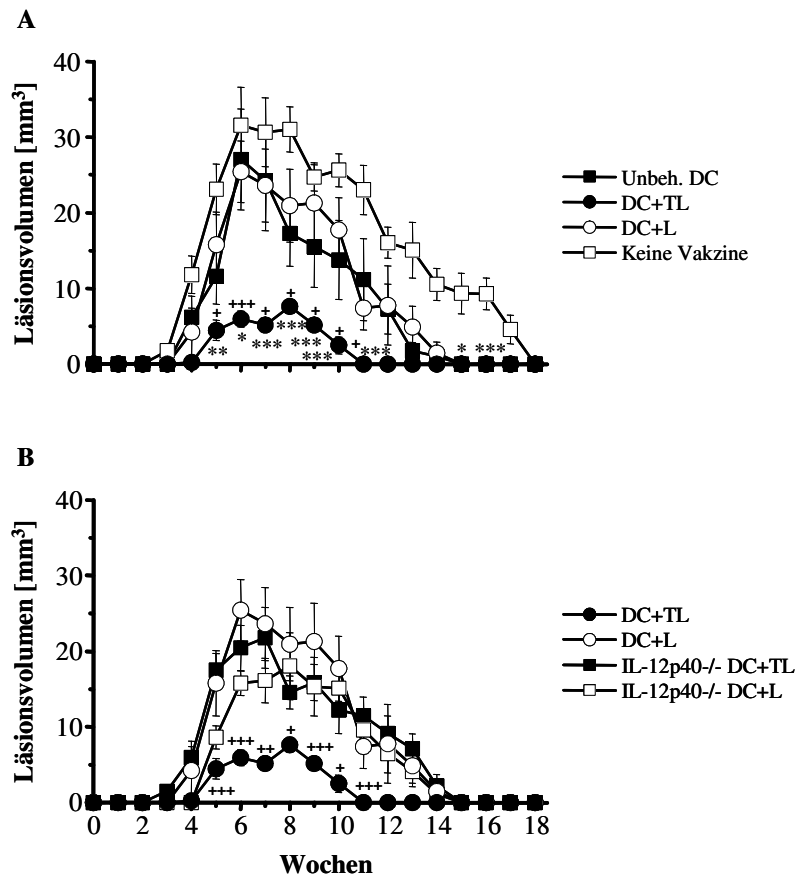 A
Läsionsvolumen [mm³]
40
30
20
10
0
Unbeh. DC
DC+TL
DC+L
Keine Vakzine
+ +++ + + + + +
** * *** *** *** *** *** * ***
B
Läsionsvolumen [mm³]
40
30
20
10
0
+++ +++ ++ + +++ + +++
0 2 4 6 8 10 12 14 16 18
Wochen
DC+TL
DC+L
IL-12p40-/- DC+TL
IL-12p40-/- DC+L